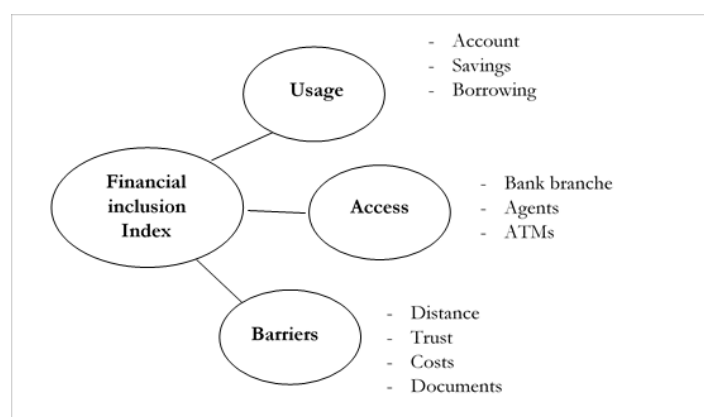 - Account
- Savings
- Borrowing
Usage
Financial
inclusion
Index
Access
- Bank branche
- Agents
- ATMs
Barriers
- Distance
- Trust
- Costs
- Documents